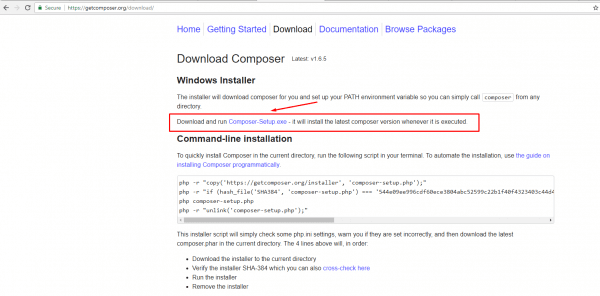 Secure https://getcomposer.org/download/
Home Getting Started Download Documentation Browse Packages
Download Composer Latest: v1.6.5
Windows Installer
The installer will download composer for you and set up your PATH environment variable so you can simply call composer from any
directory.
Download and run Composer-Setup.exe - it will install the latest composer version whenever it is executed.
Command-line installation
To quickly install Composer in the current directory, run the following script in your terminal. To automate the installation, use the guide on
installing Composer programmatically.
php -r "copy('https://getcomposer.org/installer', 'composer-setup.php');"
php -r "if (hash_file('SHA384', 'composer-setup.php') ===
php composer-setup.php
php -r "unlink('composer-setup.php');"
This installer script will simply check some php.ini settings, warn you if they are set incorrectly, and then download the latest
composer.phar in the current directory. The 4 lines above will, in order:
Download the installer to the current directory
Verify the installer SHA-384 which you can also cross-check here
Run the installer
Remove the installer